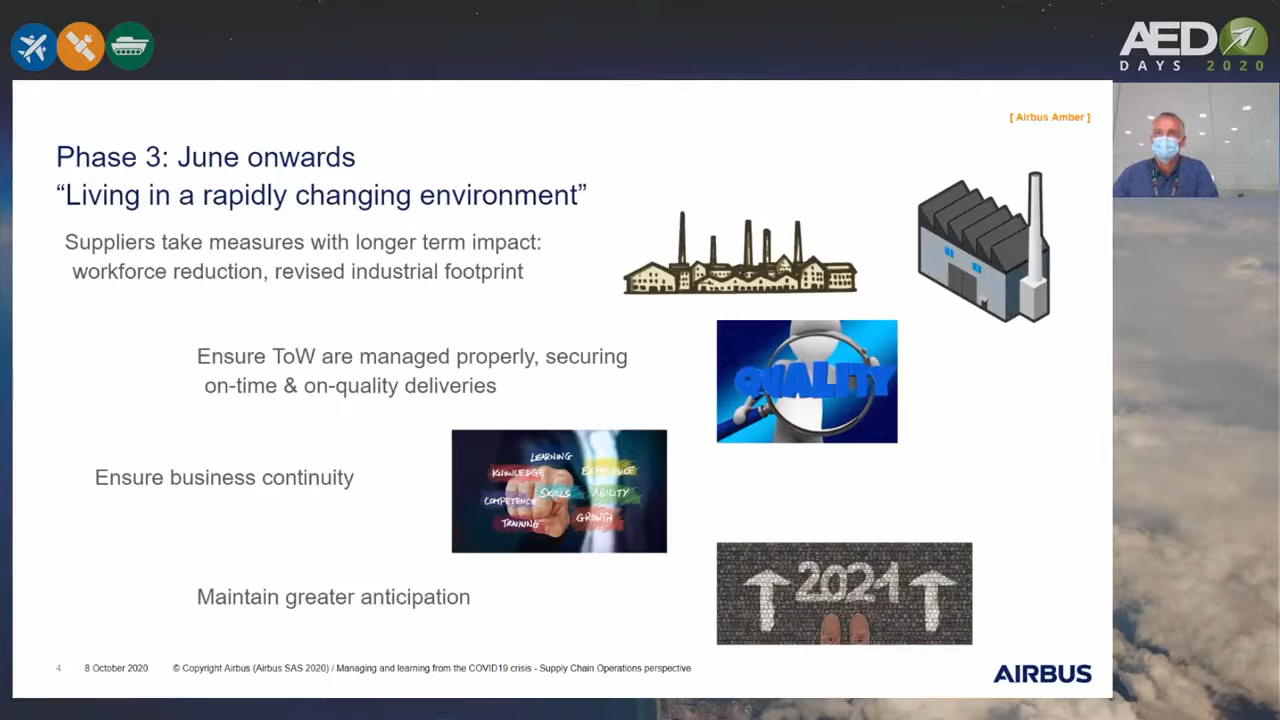 AED
DAYS 2020
[ Airbus Amber ]
Phase 3: June onwards
“Living in a rapidly changing environment”
Suppliers take measures with longer term impact:
workforce reduction, revised industrial footprint
Ensure ToW are managed properly, securing
on-time & on-quality deliveries
QUALITY
Ensure business continuity
LEARNING
KNOWLEDGE
EXPERIENCE
SKILLS
ABILITY
COMPETENCE
TRAINING
GROWTH
Maintain greater anticipation
2021
4
8 October 2020
© Copyright Airbus (Airbus SAS 2020) / Managing and learning from the COVID19 crisis - Supply Chain Operations perspective
AIRBUS